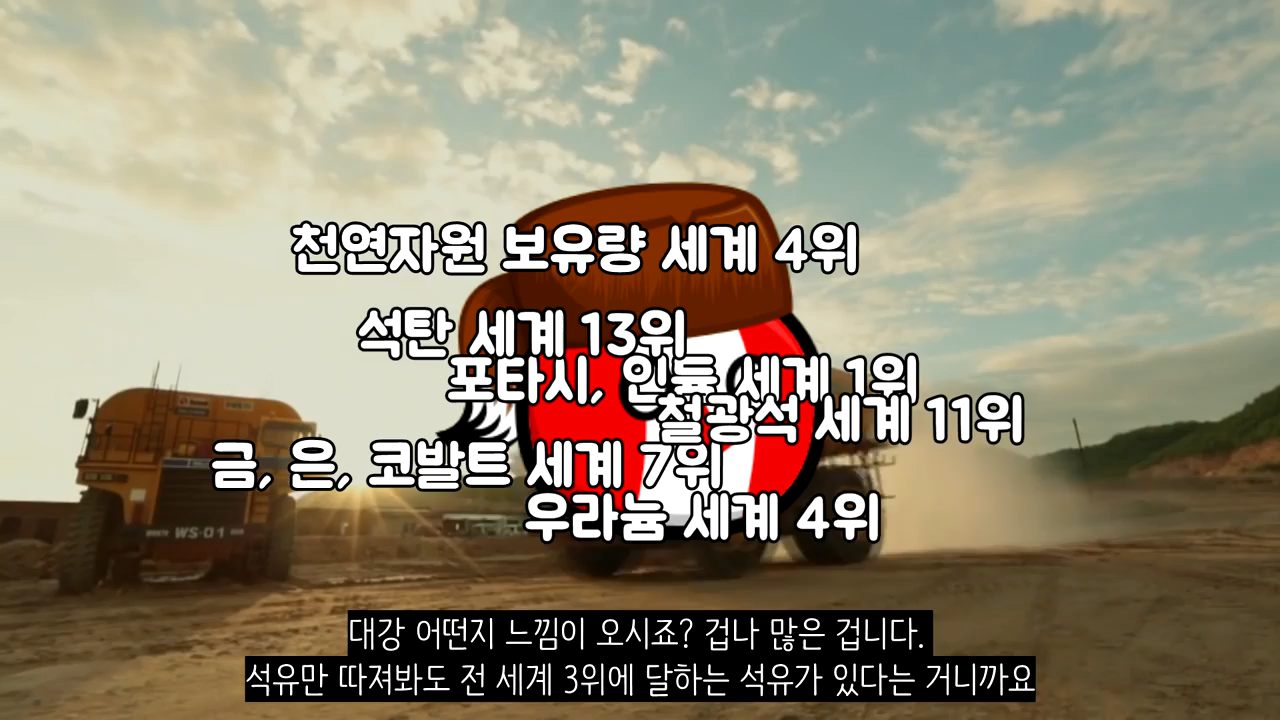 천연자원 보유량 세계 4위
석탄 세계 13위
포타시, 인듐 세계 1위
철광석 세계 11위
금, 은, 코발트 세계 7위
우라늄 세계 4위
WS-01
대강 어떤지 느낌이 오시죠? 겁나 많은 겁니다.
석유만 따져봐도 전 세계 3위에 달하는 석유가 있다는 거니까요